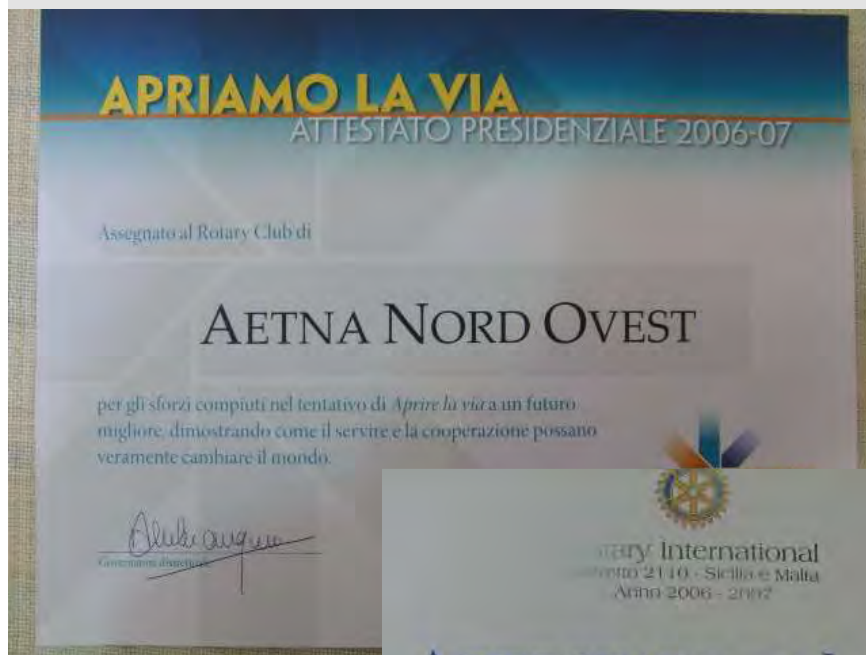 APRIAMO LA VIA
ATTESTATO PRESIDENZIALE 2006-07
Assegnato al Rotary Club di
AETNA NORD OVEST
per gli sforzi compiuti nel tentativo di Aprire la via a un futuro
migliore, dimostrando come il servire e la cooperazione possano
veramente cambiare il mondo.
International
2110 - Sicilia e Malta
Anno 2006 - 2007